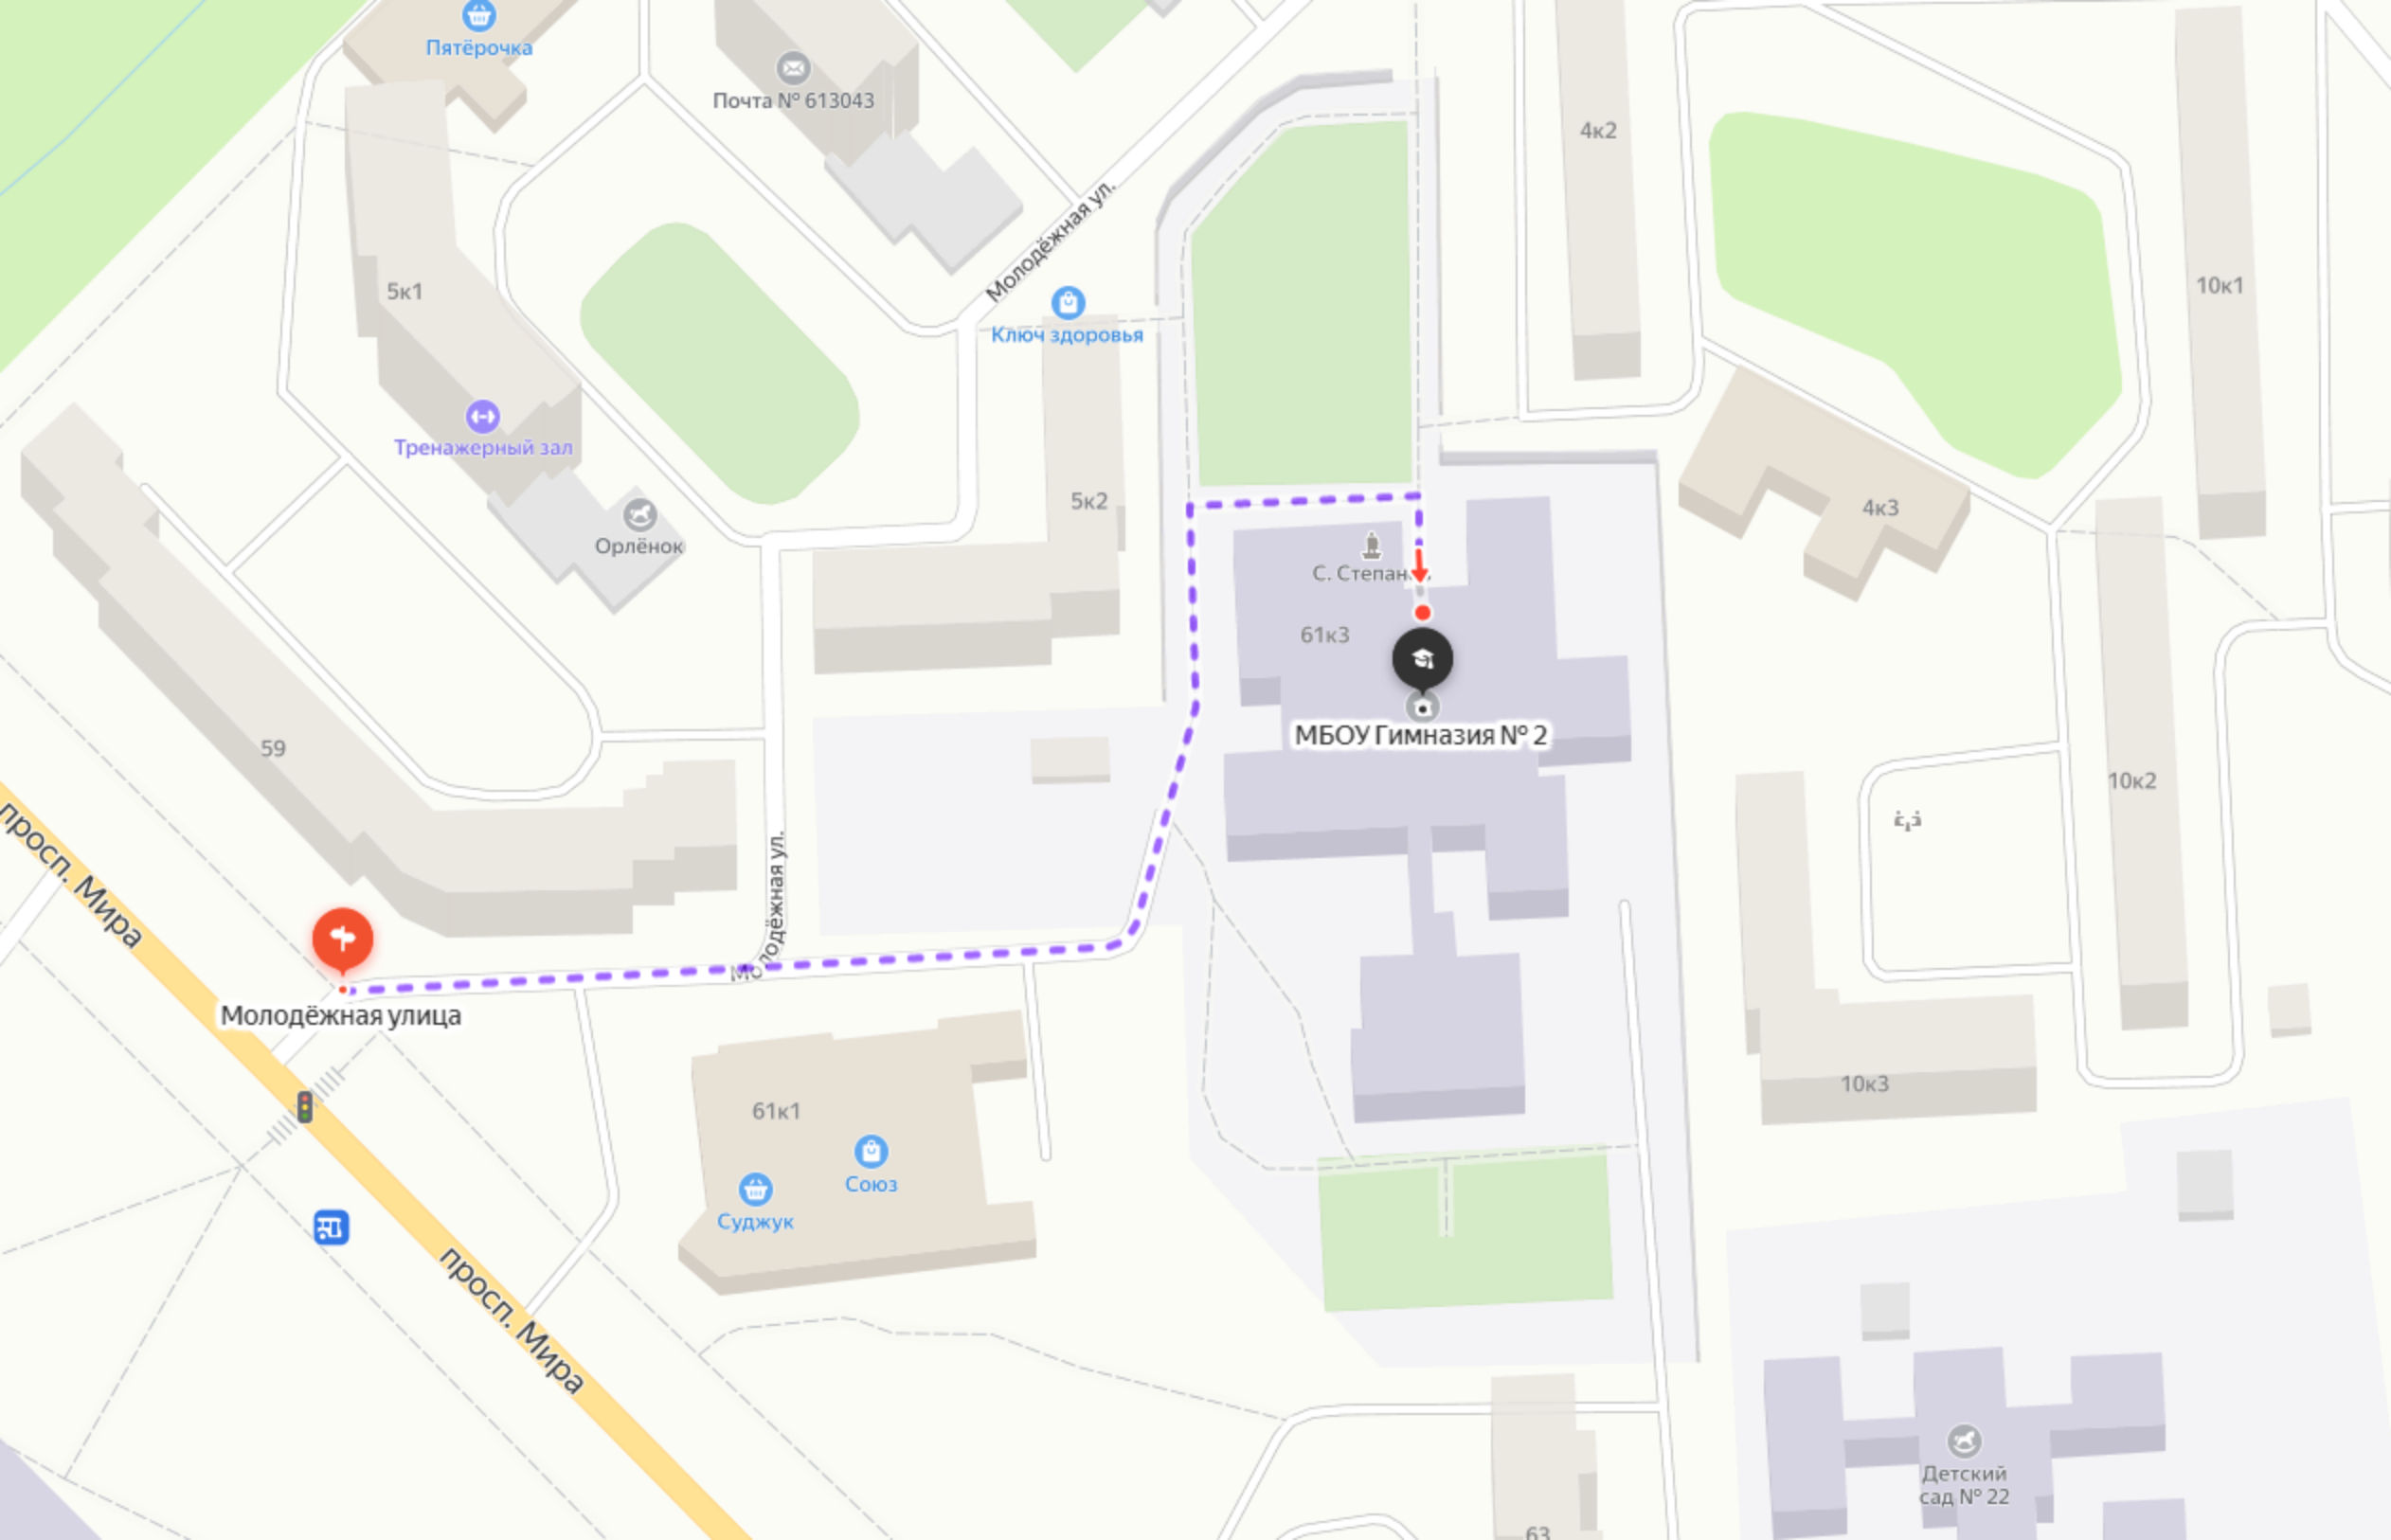 Пятёрочка
Почта № 613043
4к2
Молодёжная ул.
5к1
10к1
Ключ здоровья
Тренажерный зал
5к2
4к3
Орлёнок
С. Степан
61к3
МБОУ Гимназия № 2
59
10к2
просп. Мира
Молодёжная ул.
Молодёжная улица
10к3
61к1
Союз
Суджук
просп. Мира
Детский
сад № 22
63